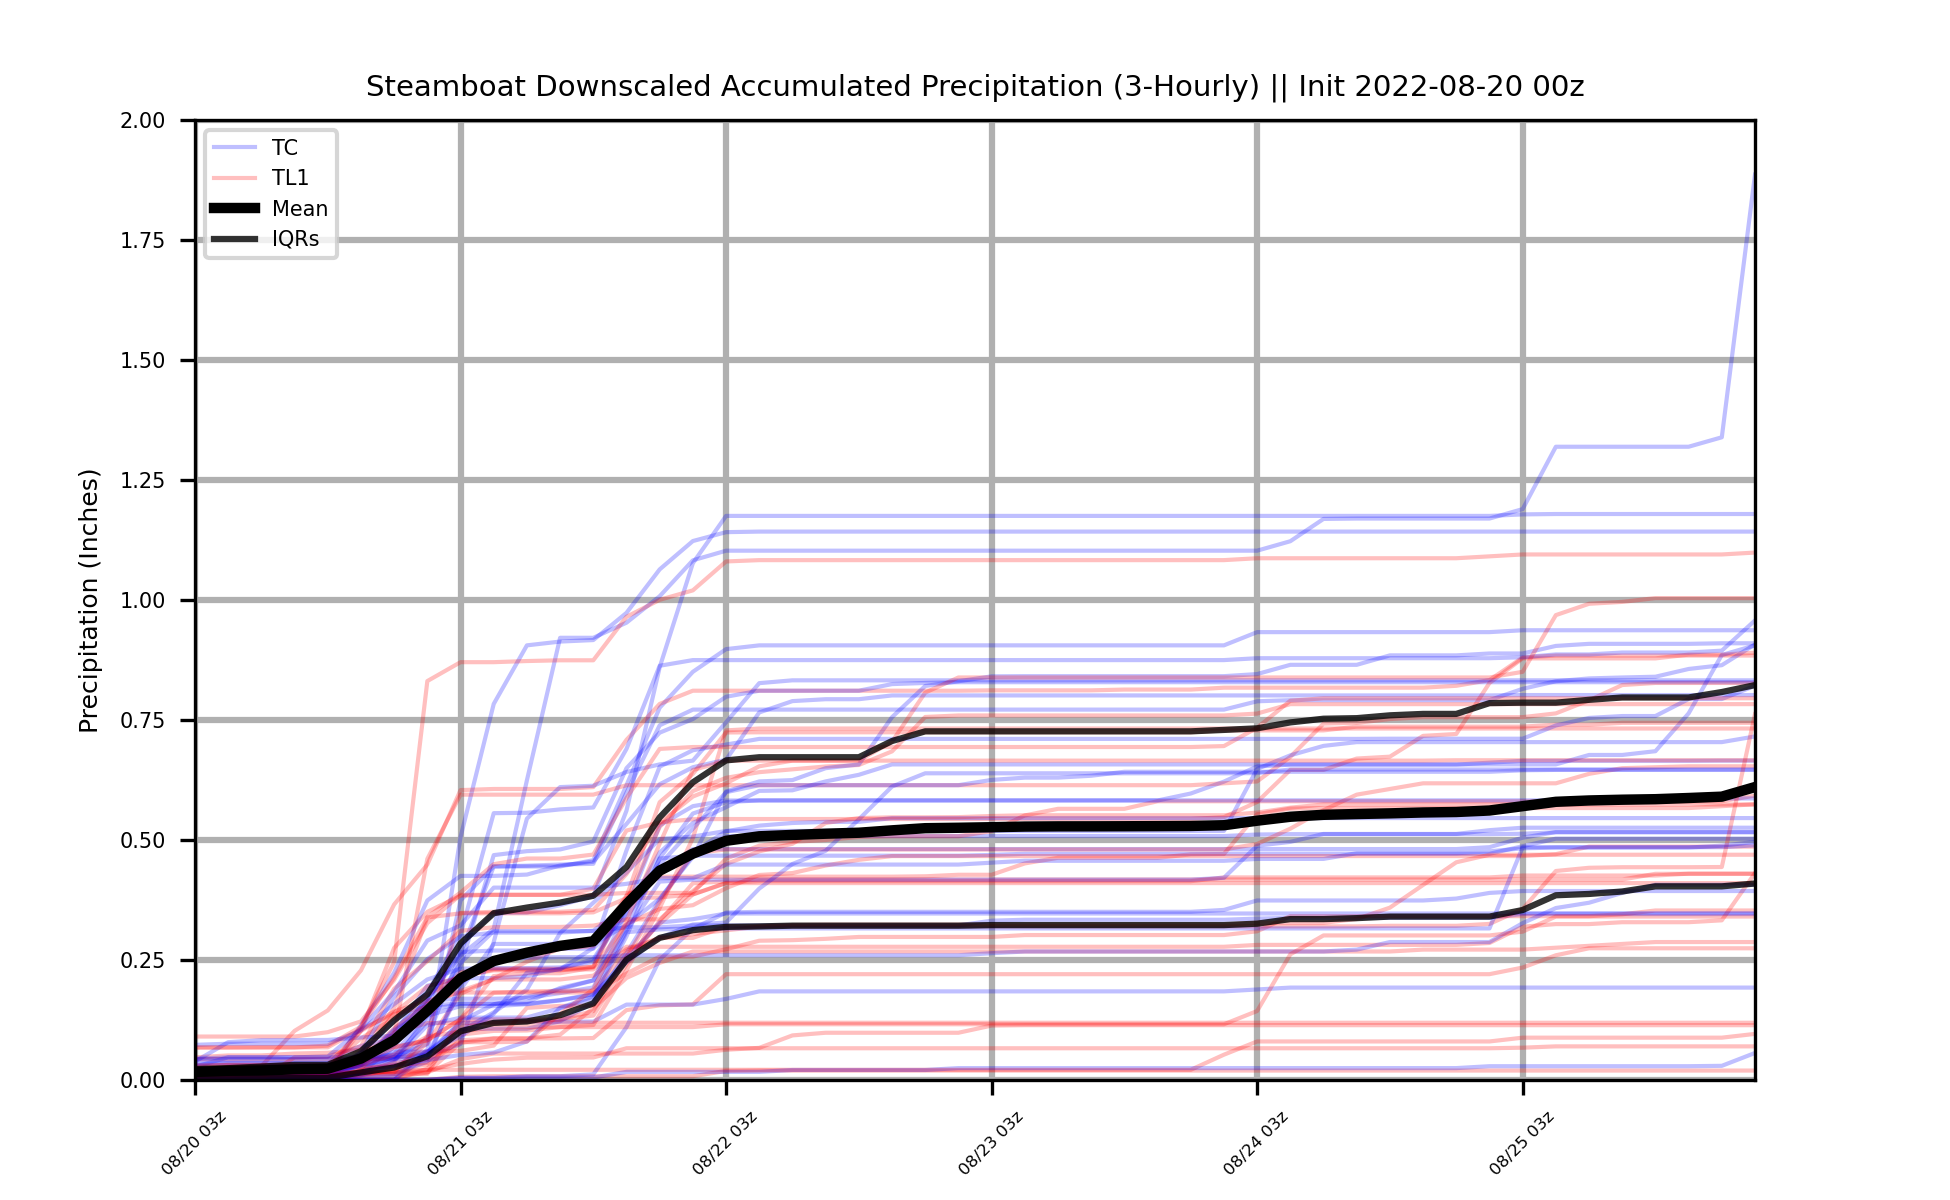 Steamboat Downscaled Accumulated Precipitation (3-Hourly) || Init 2022-08-20 00z
2.00
1.75
1.50
1.25
1.00
0.75
0.50
0.25
0.00
Precipitation (Inches)
TC
TL1
Mean
IQRs
08/20 03z
08/21 03z
08/22 03z
08/23 03z
08/24 03z
08/25 03z